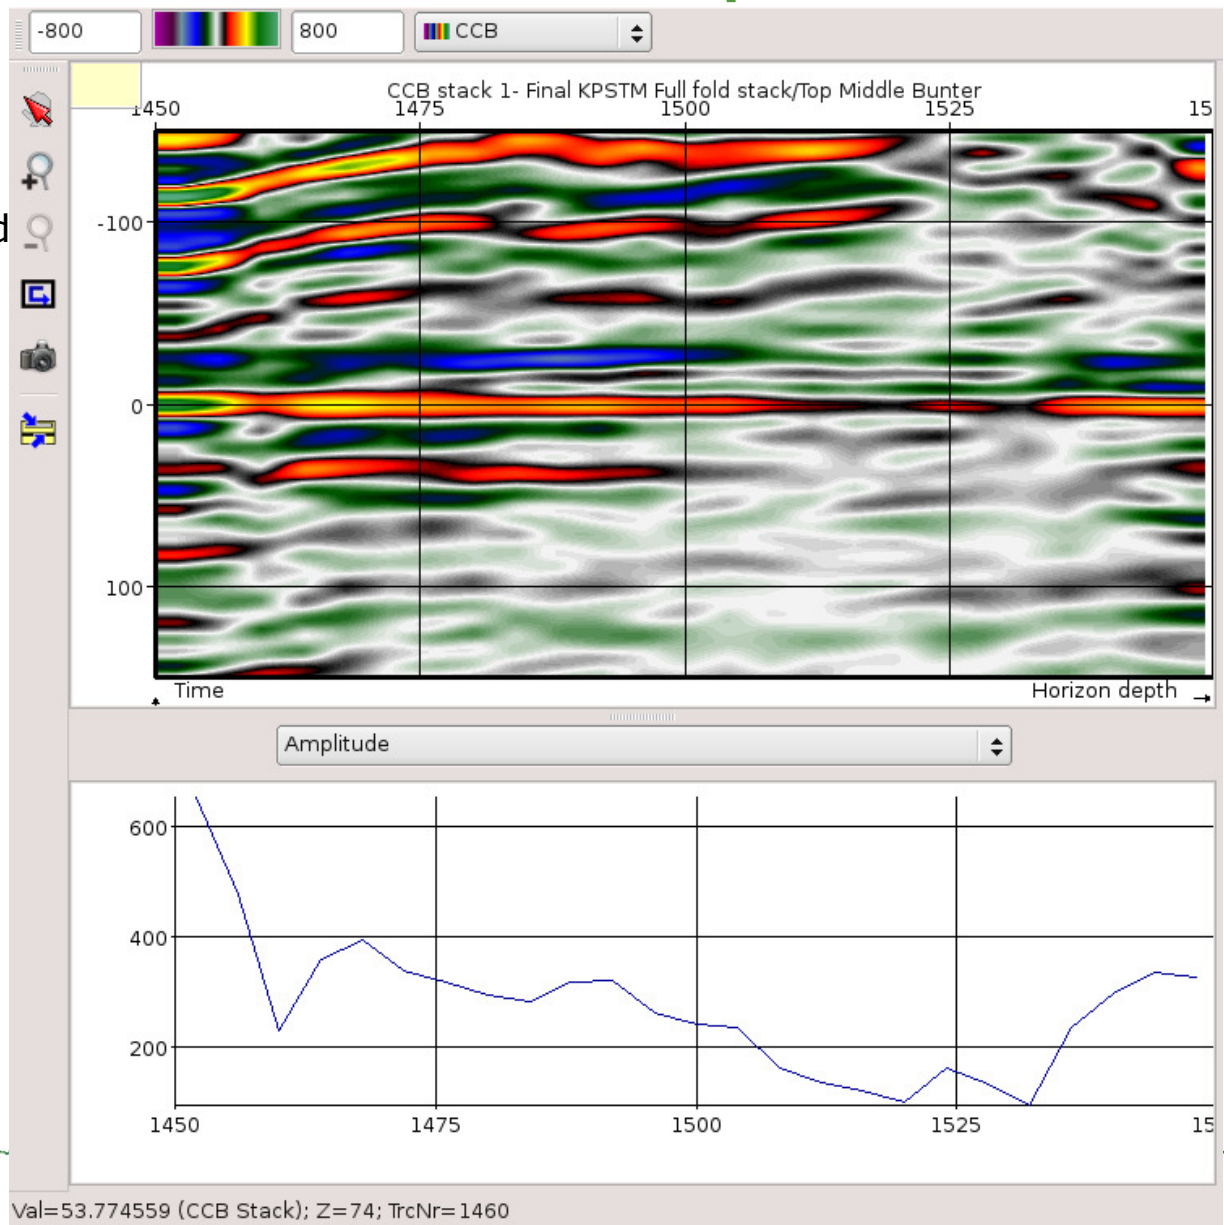 -800 800 CCB
CCB stack 1- Final KPSTM Full fold stack/Top Middle Bunter
1450 1475 1500 1525 15
-100
0
100
Time Horizon depth
Amplitude
600
400
200
1450 1475 1500 1525 15
Val=53.774559 (CCB Stack); Z=74; TrcNr=1460